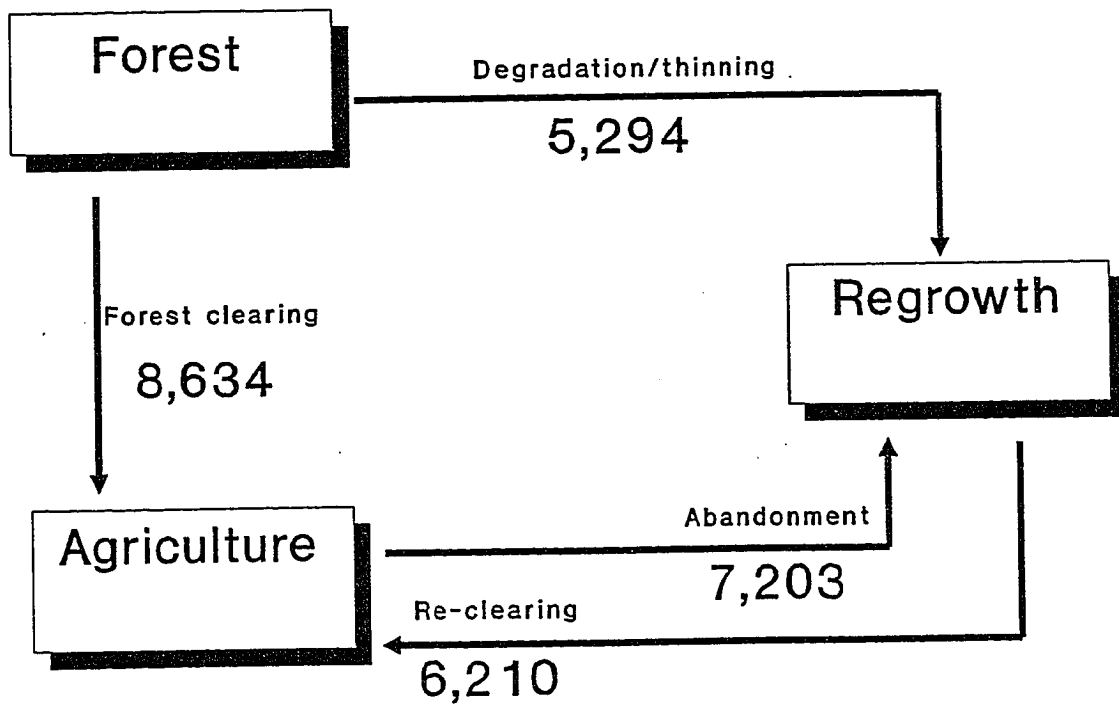 Forest
Degradation/thinning
5,294
Regrowth
Forest clearing
8,634
Agriculture
Abandonment
7,203
Re-clearing
6,210